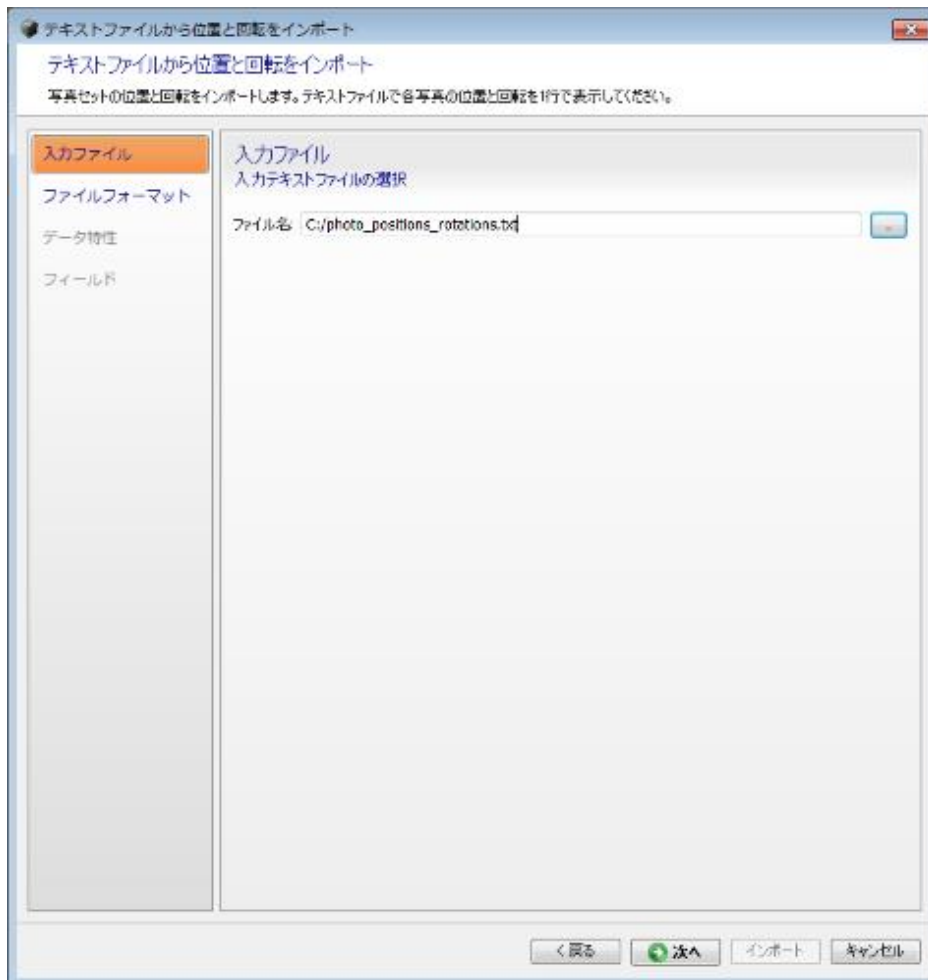 テキストファイルから位置と回転をインポート
テキストファイルから位置と回転をインポート
写真セットの位置と回転をインポートします。テキストファイルで各写真の位置と回転を1行で表示してください。
入力ファイル
ファイルフォーマット
データ特性
フィールド
入力ファイル
入力テキストファイルの選択
ファイル名 C:/photo_positions_rotations.txt
< 戻る 次へ インポート キャンセル